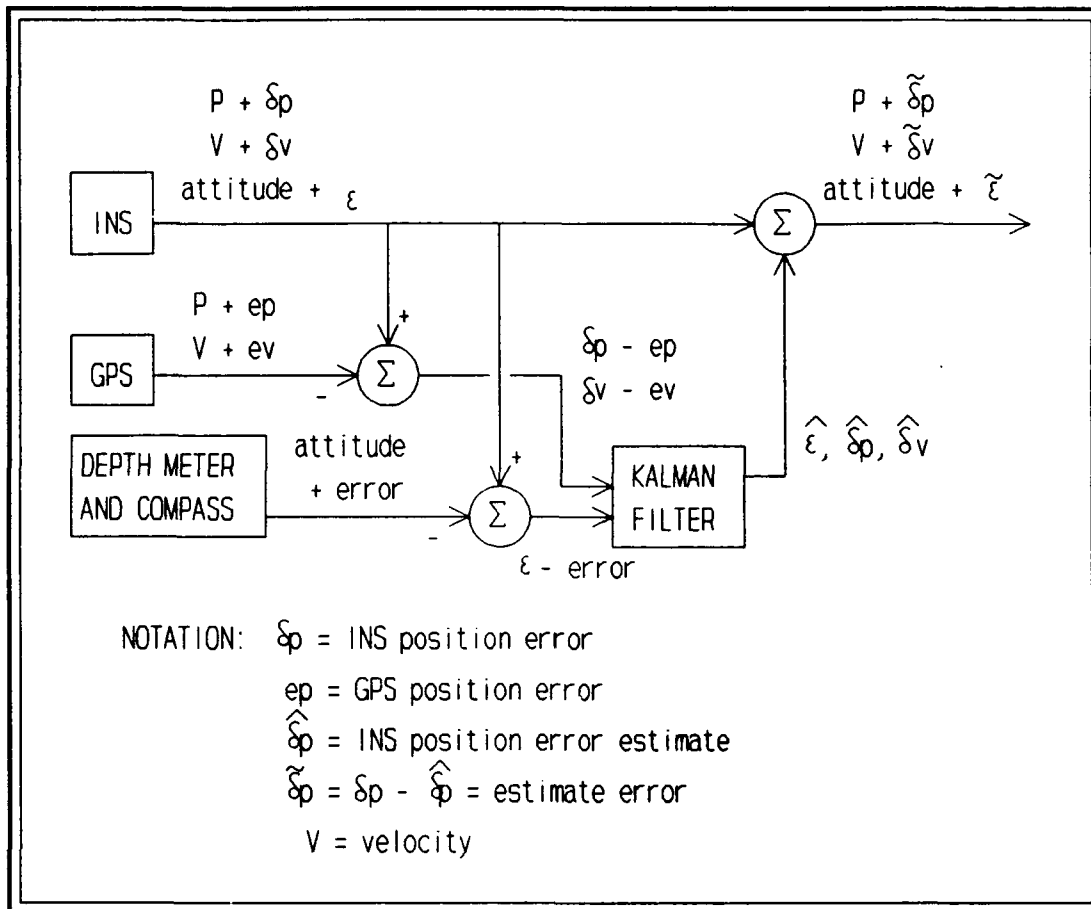 P + δp
V + δv
attitude + ε
INS
P + δ̃p
V + δ̃v
attitude + ε̃
Σ
P + ep
V + ev
GPS
+
-
Σ
δp - ep
δv - ev
DEPTH METER
AND COMPASS
attitude
+ error
+
-
Σ
ε - error
KALMAN
FILTER
ε̂, δ̂p, δ̂v
NOTATION: δp = INS position error
ep = GPS position error
δ̂p = INS position error estimate
δ̃p = δp - δ̂p = estimate error
V = velocity